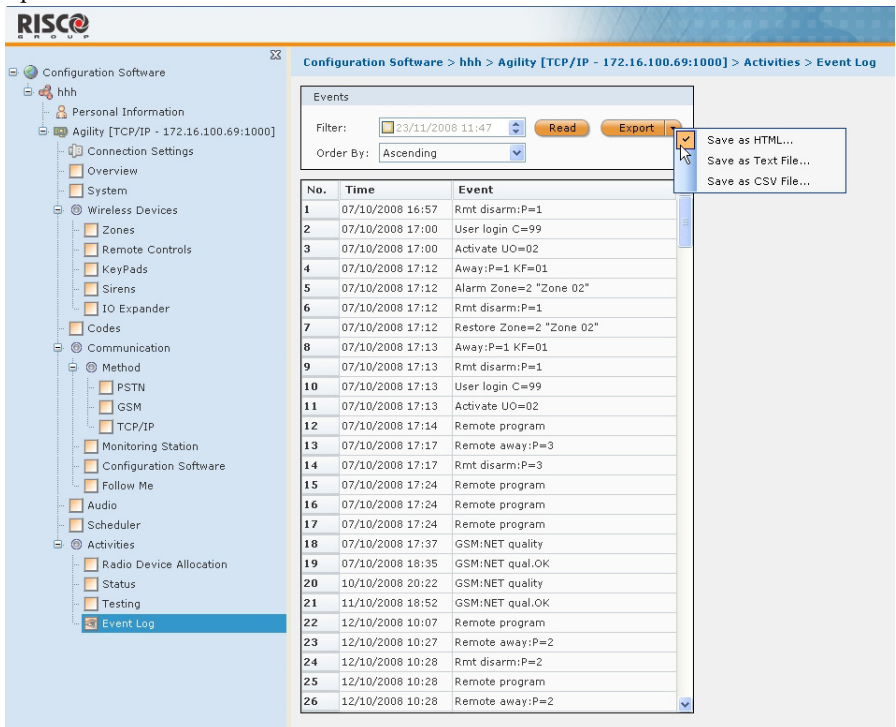 RISCO
GROUP
Configuration Software
hhh
Personal Information
Agility [TCP/IP - 172.16.100.69:1000]
Connection Settings
Overview
System
Wireless Devices
Zones
Remote Controls
KeyPads
Sirens
IO Expander
Codes
Communication
Method
PSTN
GSM
TCP/IP
Monitoring Station
Configuration Software
Follow Me
Audio
Scheduler
Activities
Radio Device Allocation
Status
Testing
Event Log
Configuration Software > hhh > Agility [TCP/IP - 172.16.100.69:1000] > Activities > Event Log
Events
Filter: 23/11/2008 11:47 Read Export
Order By: Ascending
Save as HTML...
Save as Text File...
Save as CSV File...
No. Time Event
1 07/10/2008 16:57 Rmt disarm:P=1
2 07/10/2008 17:00 User login C=99
3 07/10/2008 17:00 Activate UO=02
4 07/10/2008 17:12 Away:P=1 KF=01
5 07/10/2008 17:12 Alarm Zone=2 "Zone 02"
6 07/10/2008 17:12 Rmt disarm:P=1
7 07/10/2008 17:12 Restore Zone=2 "Zone 02"
8 07/10/2008 17:13 Away:P=1 KF=01
9 07/10/2008 17:13 Rmt disarm:P=1
10 07/10/2008 17:13 User login C=99
11 07/10/2008 17:13 Activate UO=02
12 07/10/2008 17:14 Remote program
13 07/10/2008 17:17 Remote away:P=3
14 07/10/2008 17:17 Rmt disarm:P=3
15 07/10/2008 17:24 Remote program
16 07/10/2008 17:24 Remote program
17 07/10/2008 17:24 Remote program
18 07/10/2008 17:37 GSM:NET quality
19 07/10/2008 18:35 GSM:NET qual.OK
20 10/10/2008 20:22 GSM:NET quality
21 11/10/2008 18:52 GSM:NET qual.OK
22 12/10/2008 10:07 Remote program
23 12/10/2008 10:27 Remote away:P=2
24 12/10/2008 10:28 Rmt disarm:P=2
25 12/10/2008 10:28 Remote program
26 12/10/2008 10:28 Remote away:P=2